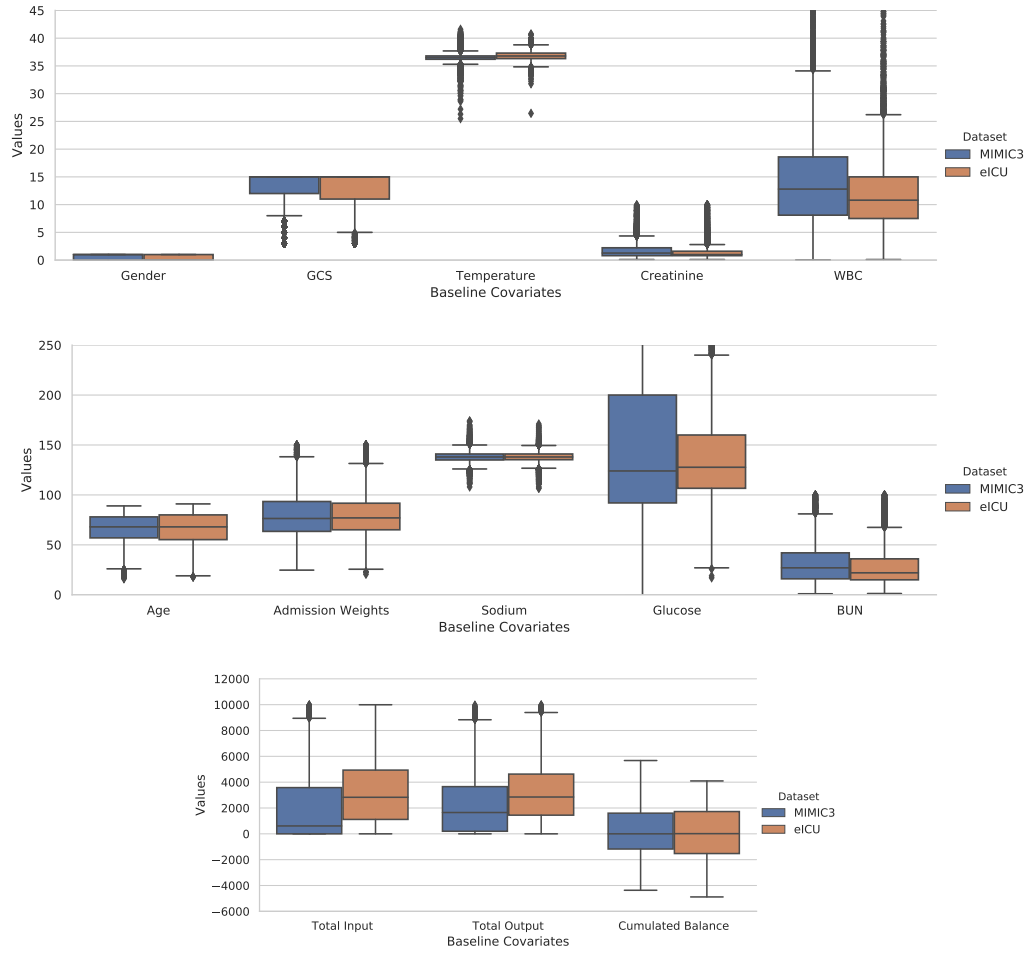 45
40
35
30
25
20
15
10
5
0
Values
Gender GCS Temperature Creatinine WBC
Baseline Covariates
Dataset
MIMIC3
eICU
250
200
150
100
50
0
Values
Age Admission Weights Sodium Glucose BUN
Baseline Covariates
Dataset
MIMIC3
eICU
12000
10000
8000
6000
4000
2000
0
−2000
−4000
−6000
Values
Total Input Total Output Cumulated Balance
Baseline Covariates
Dataset
MIMIC3
eICU